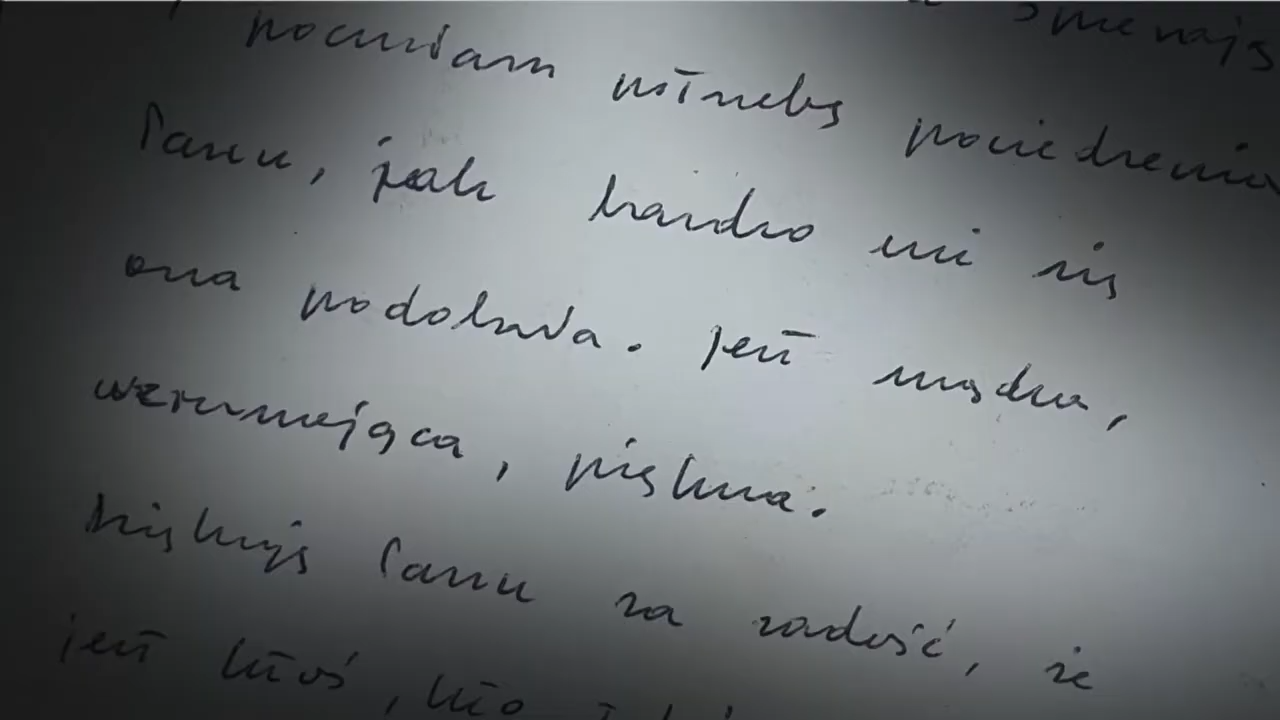 poczułam potrzebę powiedzenia
Panu, jak bardzo mi się
ona podobała. Jest mądra,
wzruszająca, piękna.
Dziękuję Panu za radość, że
jest ktoś, kto